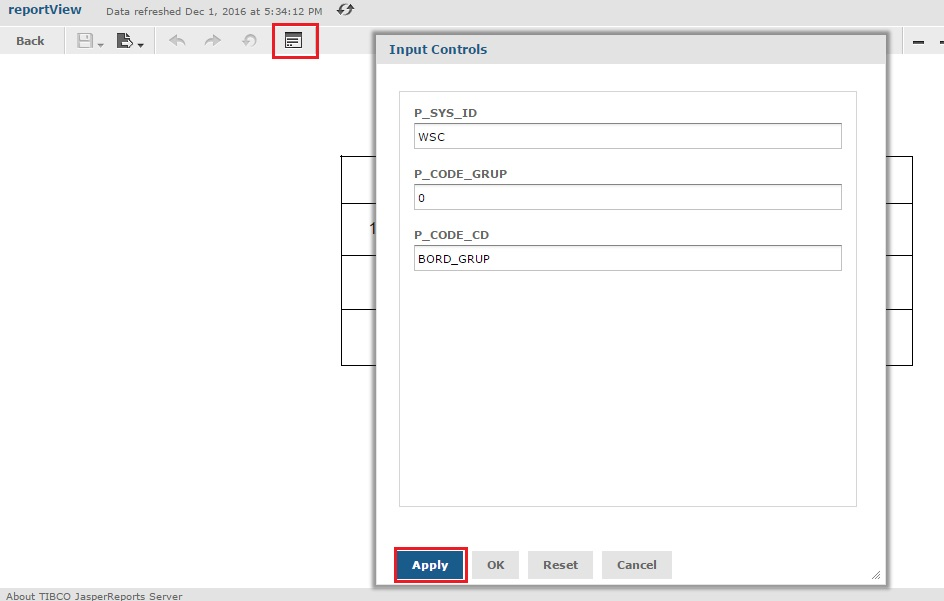 reportView Data refreshed Dec 1, 2016 at 5:34:12 PM
Back
Input Controls
P_SYS_ID
WSC
P_CODE_GRUP
0
P_CODE_CD
BORD_GRUP
1
Apply OK Reset Cancel
About TIBCO JasperReports Server